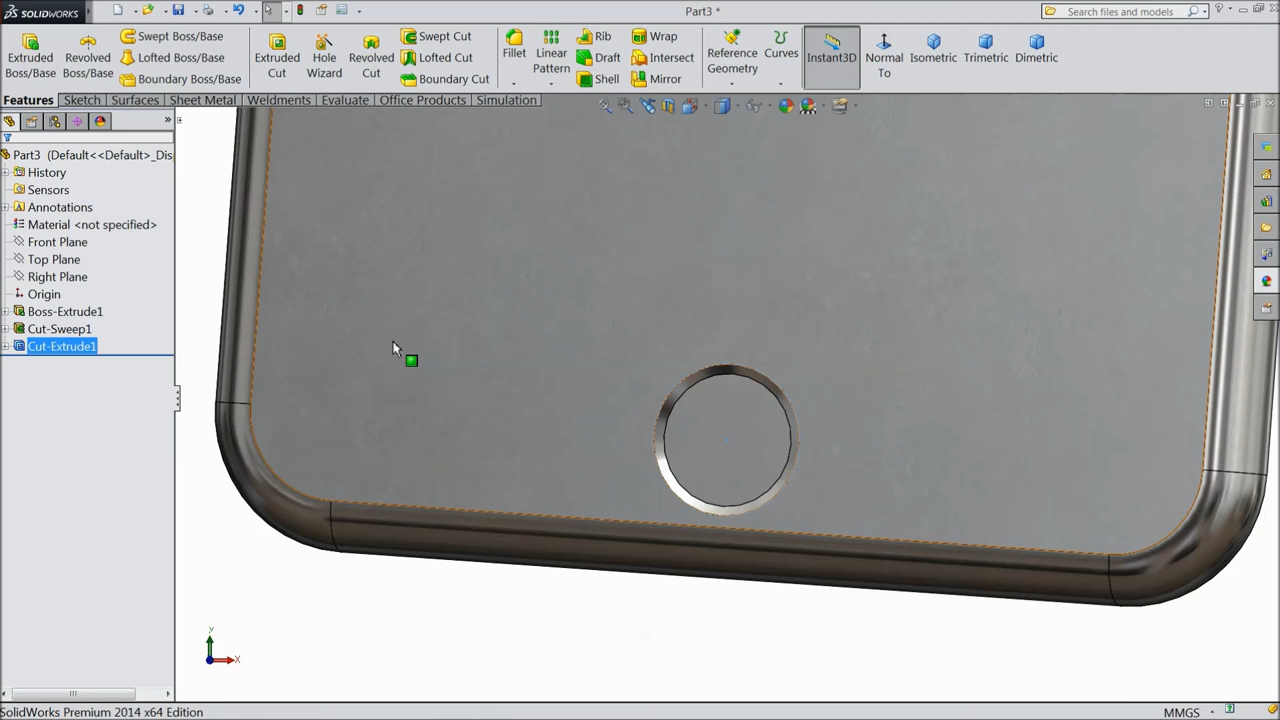 SOLIDWORKS
Part3 *
Search files and models
Extruded Boss/Base
Revolved Boss/Base
Swept Boss/Base
Lofted Boss/Base
Boundary Boss/Base
Extruded Cut
Hole Wizard
Revolved Cut
Swept Cut
Lofted Cut
Boundary Cut
Fillet
Linear Pattern
Rib
Draft
Shell
Wrap
Intersect
Mirror
Reference Geometry
Curves
Instant3D
Normal To
Isometric
Trimetric
Dimetric
Features Sketch Surfaces Sheet Metal Weldments Evaluate Office Products Simulation
Part3 (Default<<Default>_Dis
History
Sensors
Annotations
Material <not specified>
Front Plane
Top Plane
Right Plane
Origin
Boss-Extrude1
Cut-Sweep1
Cut-Extrude1
Y
X
SolidWorks Premium 2014 x64 Edition
MMGS